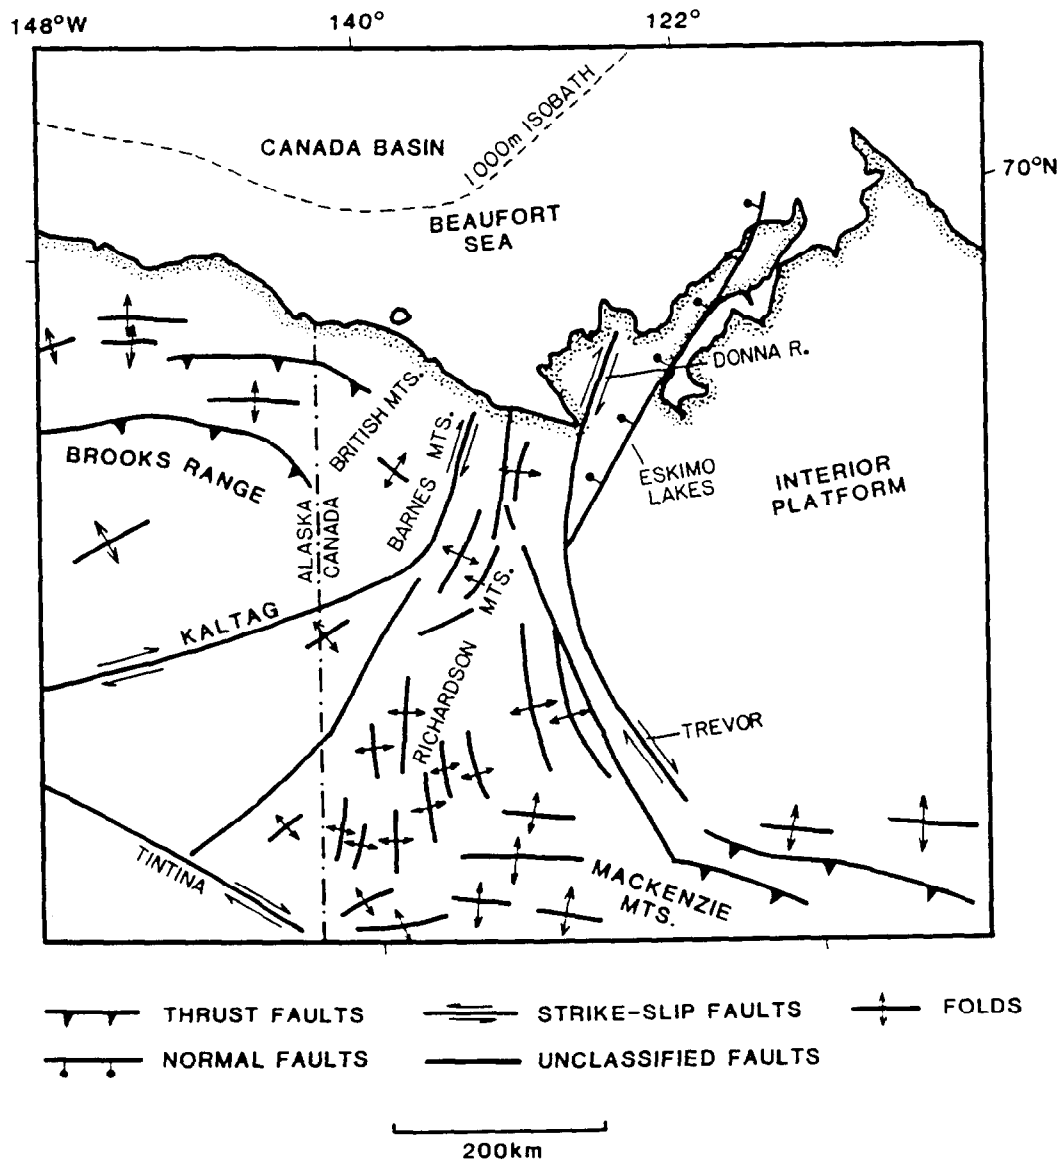 148°W 140° 122°
1000m ISOBATH
CANADA BASIN
70°N
BEAUFORT
SEA
DONNA R.
BRITISH MTS.
BARNES MTS.
BROOKS RANGE
ESKIMO
LAKES
INTERIOR
PLATFORM
ALASKA
CANADA
KALTAG
RICHARDSON MTS.
TREVOR
TINTINA
MACKENZIE
MTS.
THRUST FAULTS
STRIKE-SLIP FAULTS
FOLDS
NORMAL FAULTS
UNCLASSIFIED FAULTS
200km